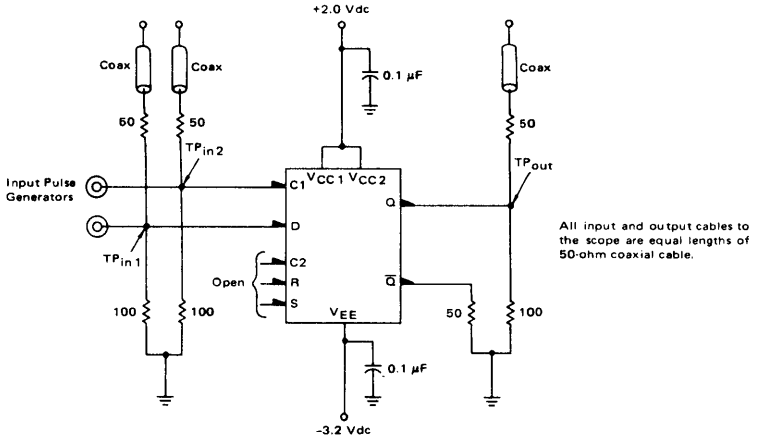 +2.0 Vdc
Coax
Coax
Coax
0.1 µF
60
50
50
TPin2
TPout
VCC1 VCC2
Input Pulse
Generators
C1
Q
D
TPin1
All input and output cables to
the scope are equal lengths of
50-ohm coaxial cable.
C2
Open
R
Q̅
S
100
100
VEE
50
100
0.1 µF
-3.2 Vdc